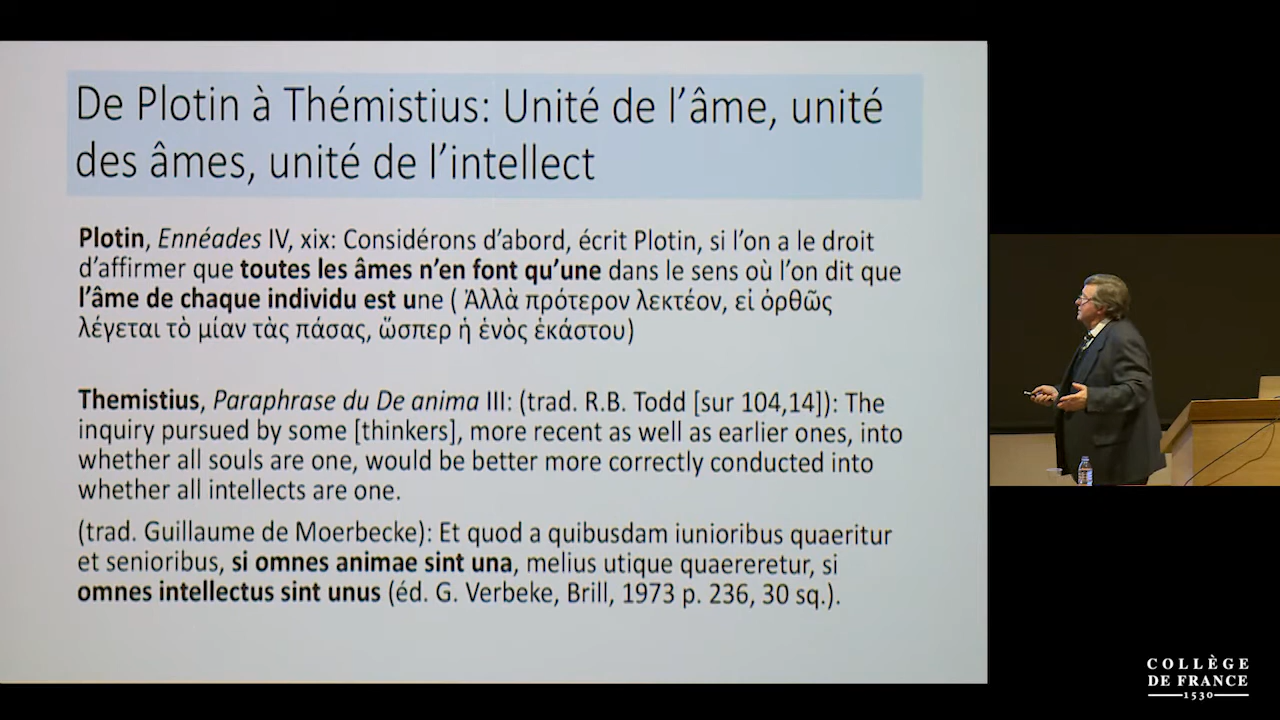 De Plotin à Thémistius: Unité de l’âme, unité
des âmes, unité de l’intellect
Plotin, Ennéades IV, xix: Considérons d’abord, écrit Plotin, si l’on a le droit
d’affirmer que toutes les âmes n’en font qu’une dans le sens où l’on dit que
l’âme de chaque individu est une ( Ἀλλὰ πρότερον λεκτέον, εἰ ὀρθῶς
λέγεται τὸ μίαν τὰς πάσας, ὥσπερ ἡ ἑνὸς ἑκάστου)
Themistius, Paraphrase du De anima III: (trad. R.B. Todd [sur 104,14]): The
inquiry pursued by some [thinkers], more recent as well as earlier ones, into
whether all souls are one, would be better more correctly conducted into
whether all intellects are one.
(trad. Guillaume de Moerbecke): Et quod a quibusdam iunioribus quaeritur
et senioribus, si omnes animae sint una, melius utique quaereretur, si
omnes intellectus sint unus (éd. G. Verbeke, Brill, 1973 p. 236, 30 sq.).
COLLÈGE
DE FRANCE
1530